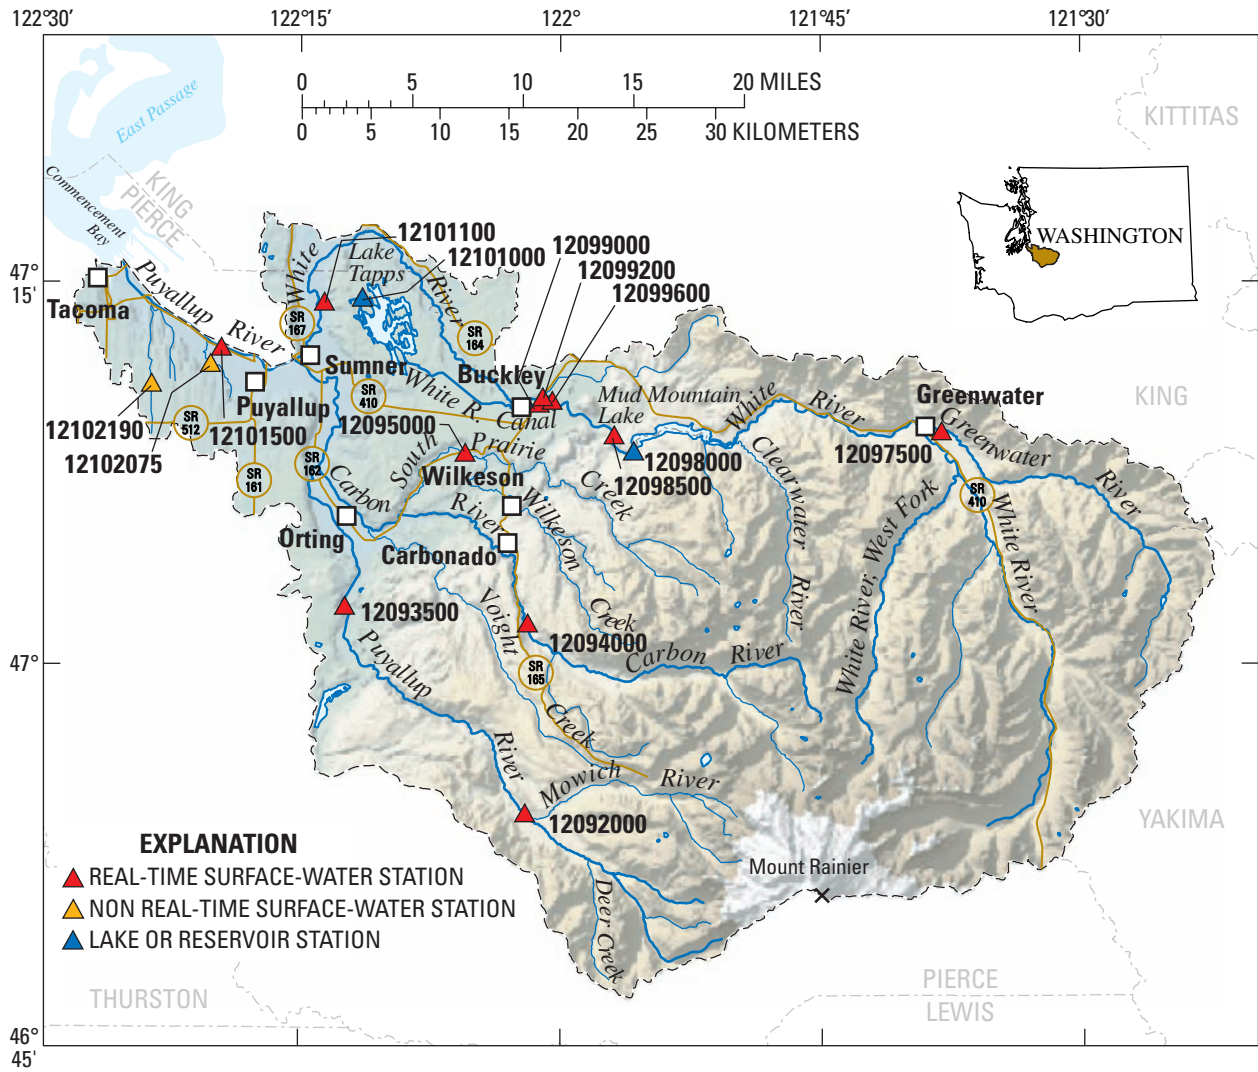 122°30'
122°15'
122°
121°45'
121°30'
0 5 10 15 20 MILES
0 5 10 15 20 25 30 KILOMETERS
East Passage
KITTITAS
Commencement
Bay
KING
PIERCE
WASHINGTON
47°
15'
12101100
12101000
12099000
12099200
12099600
White
Lake
Tapps
River
Tacoma
Puyallup
River
SR
167
SR
164
Sumner
Buckley
Mud Mountain
Lake
White
River
Greenwater
KING
Puyallup
SR
410
White R.
Canal
12102190
SR
512
12101500
12095000
12102075
South
Prairie
Creek
12098000
12098500
12097500
Greenwater
River
SR
161
SR
162
Carbon
River
Wilkeson
Wilkeson
Creek
Clearwater
River
White River, West Fork
SR
410
White River
Orting
Carbonado
12093500
Voight
Creek
12094000
Carbon River
SR
165
Puyallup
River
Mowich River
12092000
Mount Rainier
YAKIMA
Deer Creek
EXPLANATION
REAL-TIME SURFACE-WATER STATION
NON REAL-TIME SURFACE-WATER STATION
LAKE OR RESERVOIR STATION
THURSTON
PIERCE
LEWIS
47°
46°
45'